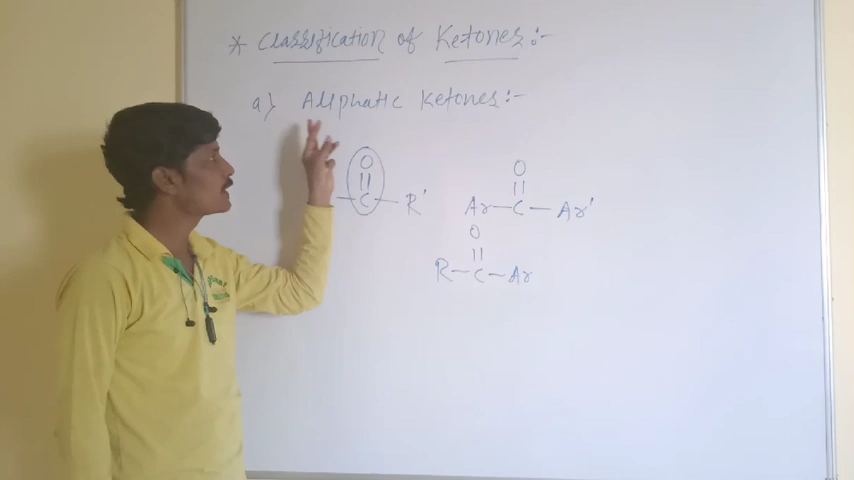 * Classification of Ketones:-
a) Aliphatic Ketones:-
O O
|| ||
—C—R' Ar—C—Ar'
O
||
R—C—Ar